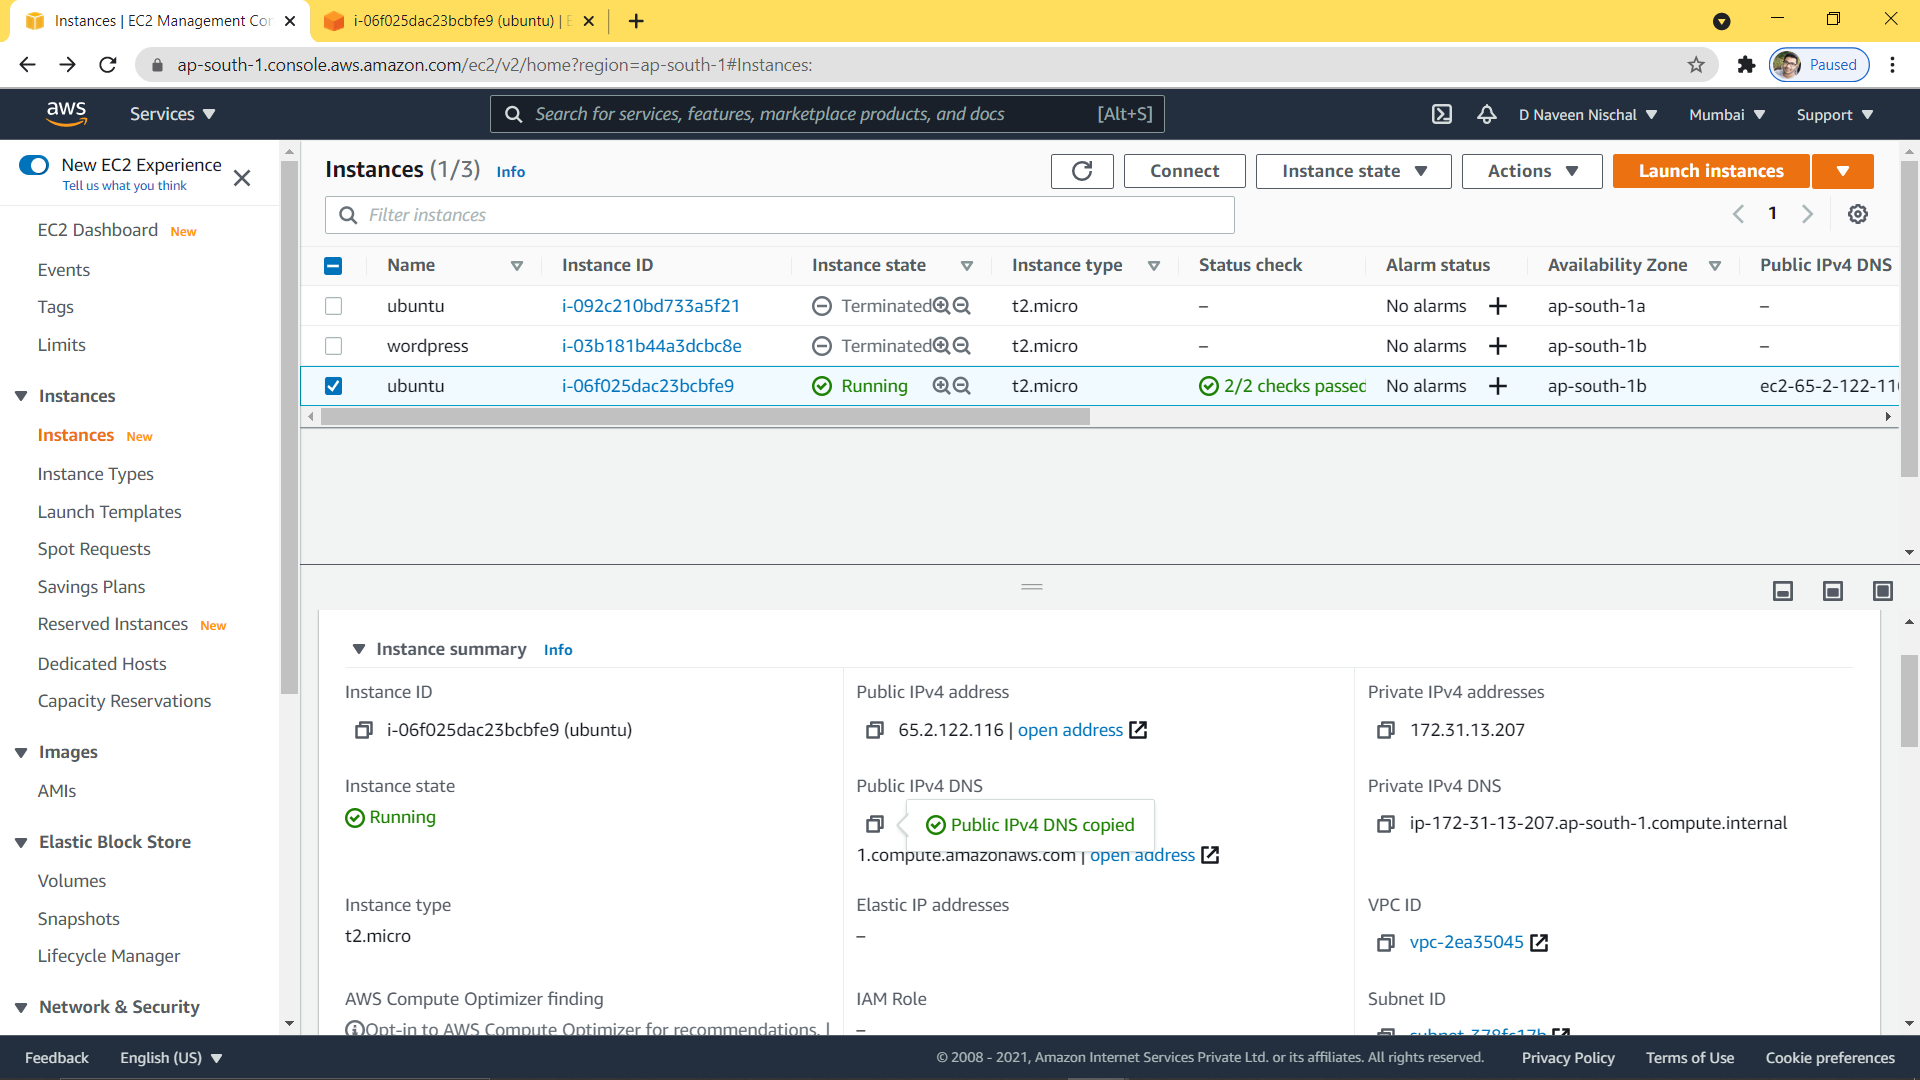 Instances | EC2 Management Con
i-06f025dac23bcbfe9 (ubuntu) | E
ap-south-1.console.aws.amazon.com/ec2/v2/home?region=ap-south-1#Instances:
Paused
aws
Services
Search for services, features, marketplace products, and docs
[Alt+S]
D Naveen Nischal
Mumbai
Support
New EC2 Experience
Tell us what you think
EC2 Dashboard New
Events
Tags
Limits
Instances
Instances New
Instance Types
Launch Templates
Spot Requests
Savings Plans
Reserved Instances New
Dedicated Hosts
Capacity Reservations
Images
AMIs
Elastic Block Store
Volumes
Snapshots
Lifecycle Manager
Network & Security
Instances (1/3) Info
Connect
Instance state
Actions
Launch instances
Filter instances
1
Name Instance ID Instance state Instance type Status check Alarm status Availability Zone Public IPv4 DNS
ubuntu i-092c210bd733a5f21 Terminated t2.micro – No alarms + ap-south-1a –
wordpress i-03b181b44a3dcbc8e Terminated t2.micro – No alarms + ap-south-1b –
ubuntu i-06f025dac23bcbfe9 Running t2.micro 2/2 checks passed No alarms + ap-south-1b ec2-65-2-122-116
Instance summary Info
Instance ID
i-06f025dac23bcbfe9 (ubuntu)
Public IPv4 address
65.2.122.116 | open address
Private IPv4 addresses
172.31.13.207
Instance state
Running
Public IPv4 DNS
Public IPv4 DNS copied
1.compute.amazonaws.com | open address
Private IPv4 DNS
ip-172-31-13-207.ap-south-1.compute.internal
Instance type
t2.micro
Elastic IP addresses
–
VPC ID
vpc-2ea35045
AWS Compute Optimizer finding
Opt-in to AWS Compute Optimizer for recommendations. |
IAM Role
–
Subnet ID
subnet-378fc17b
Feedback
English (US)
© 2008 - 2021, Amazon Internet Services Private Ltd. or its affiliates. All rights reserved.
Privacy Policy
Terms of Use
Cookie preferences